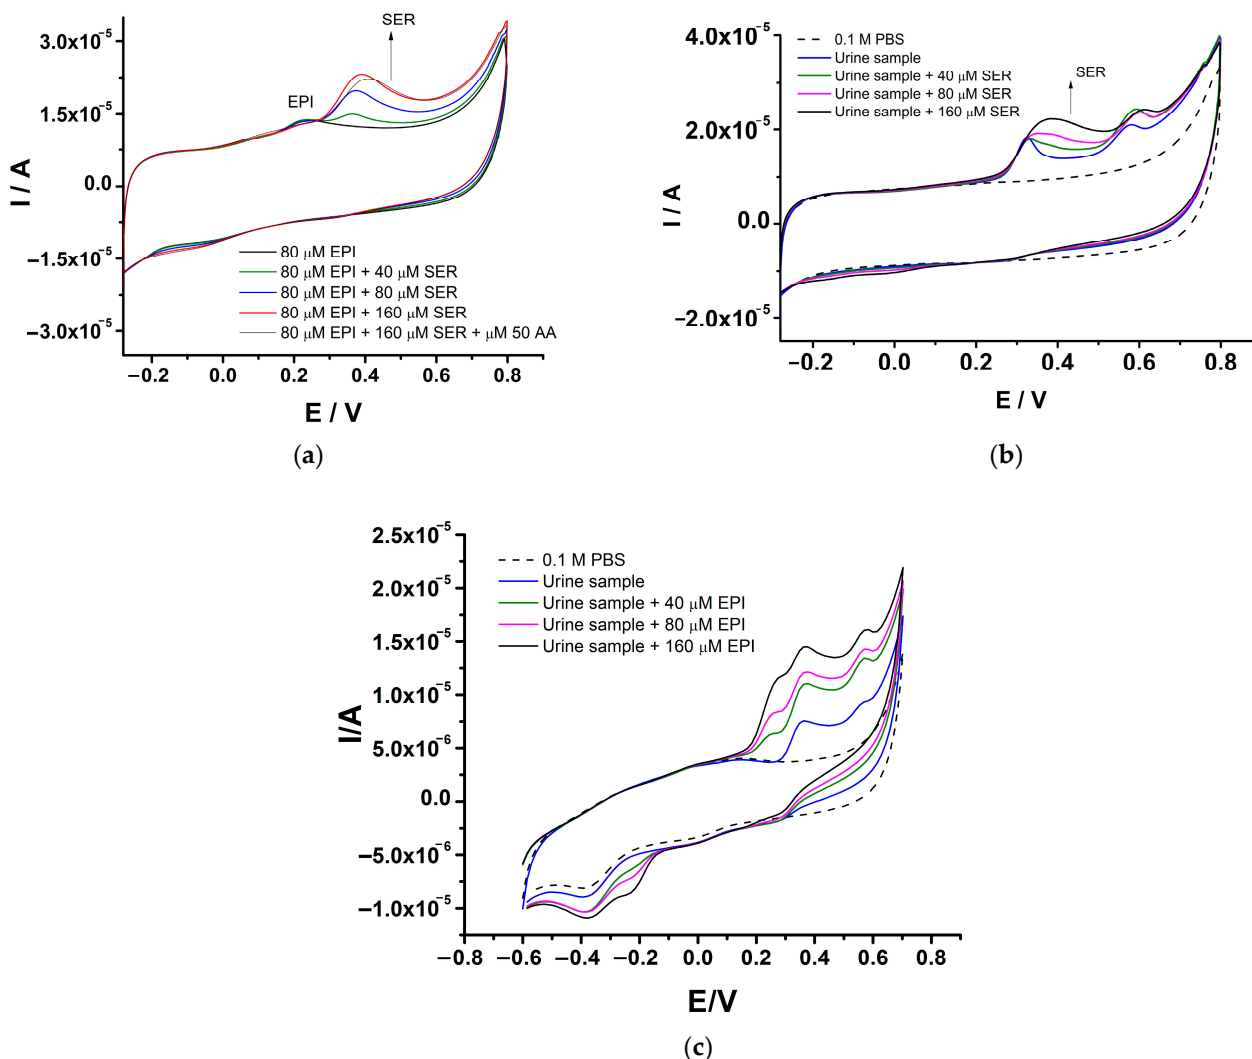 SER
3.0x10⁻⁵
EPI
1.5x10⁻⁵
0.0
−1.5x10⁻⁵
−3.0x10⁻⁵
I / A
80 μM EPI
80 μM EPI + 40 μM SER
80 μM EPI + 80 μM SER
80 μM EPI + 160 μM SER
80 μM EPI + 160 μM SER + μM 50 AA
−0.2 0.0 0.2 0.4 0.6 0.8
E / V
(a)
4.0x10⁻⁵
2.0x10⁻⁵
0.0
−2.0x10⁻⁵
I / A
0.1 M PBS
Urine sample
Urine sample + 40 μM SER
Urine sample + 80 μM SER
Urine sample + 160 μM SER
SER
−0.2 0.0 0.2 0.4 0.6 0.8
E / V
(b)
2.5x10⁻⁵
2.0x10⁻⁵
1.5x10⁻⁵
1.0x10⁻⁵
5.0x10⁻⁶
0.0
−5.0x10⁻⁶
−1.0x10⁻⁵
I/A
0.1 M PBS
Urine sample
Urine sample + 40 μM EPI
Urine sample + 80 μM EPI
Urine sample + 160 μM EPI
−0.8 −0.6 −0.4 −0.2 0.0 0.2 0.4 0.6 0.8
E/V
(c)